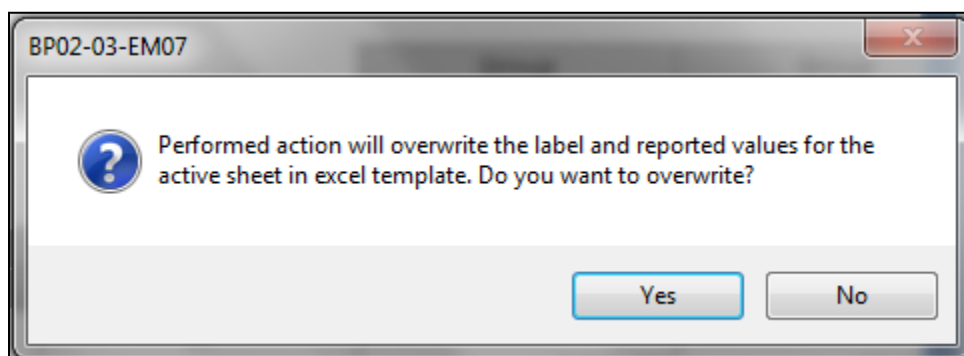 BP02-03-EM07
Performed action will overwrite the label and reported values for the
active sheet in excel template. Do you want to overwrite?
Yes
No